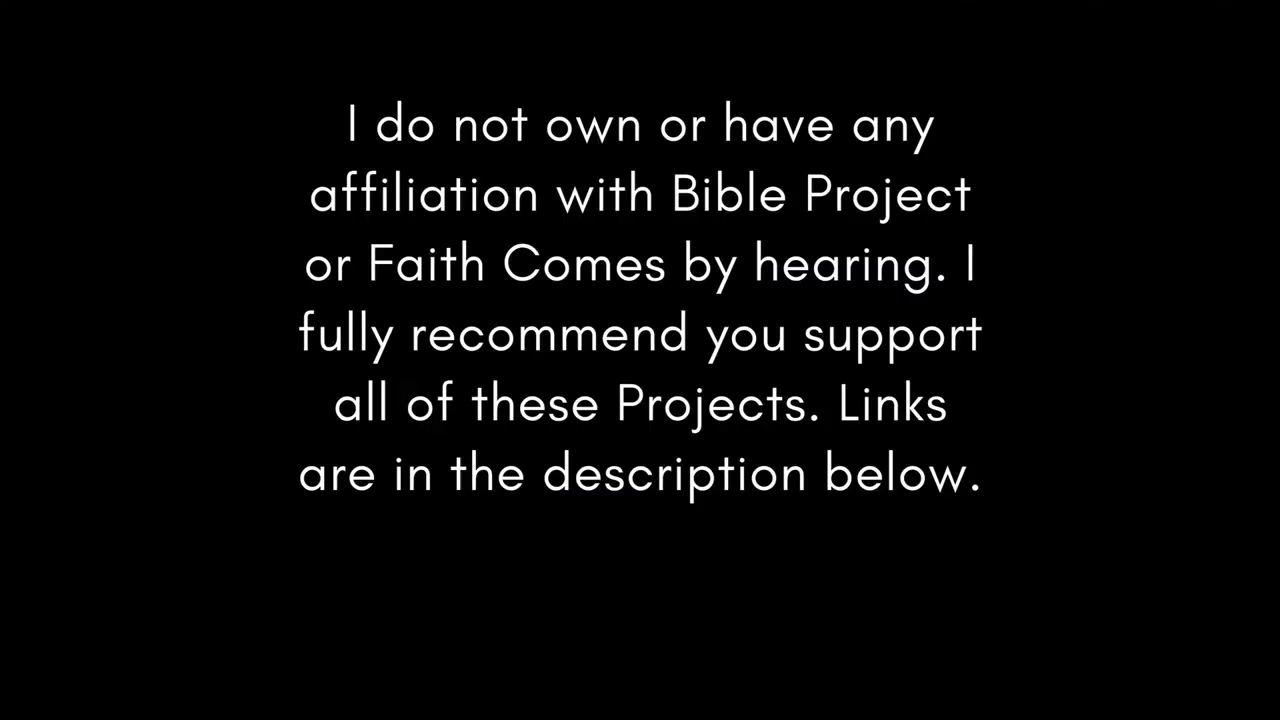 I do not own or have any
affiliation with Bible Project
or Faith Comes by hearing. I
fully recommend you support
all of these Projects. Links
are in the description below.